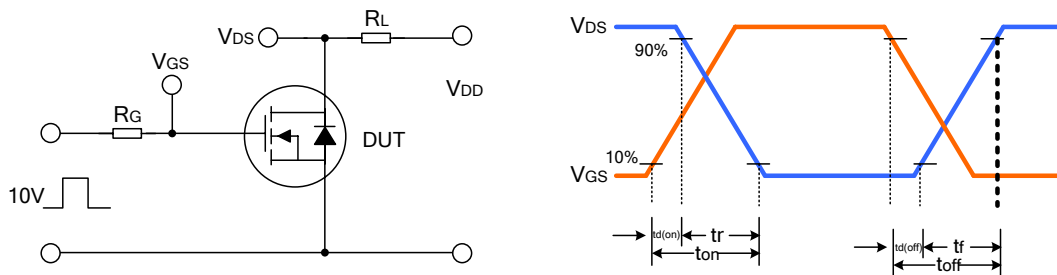 VDS
RL
VGS
VDD
RG
DUT
10V
VDS
90%
10%
VGS
td(on)
tr
ton
td(off)
tf
toff